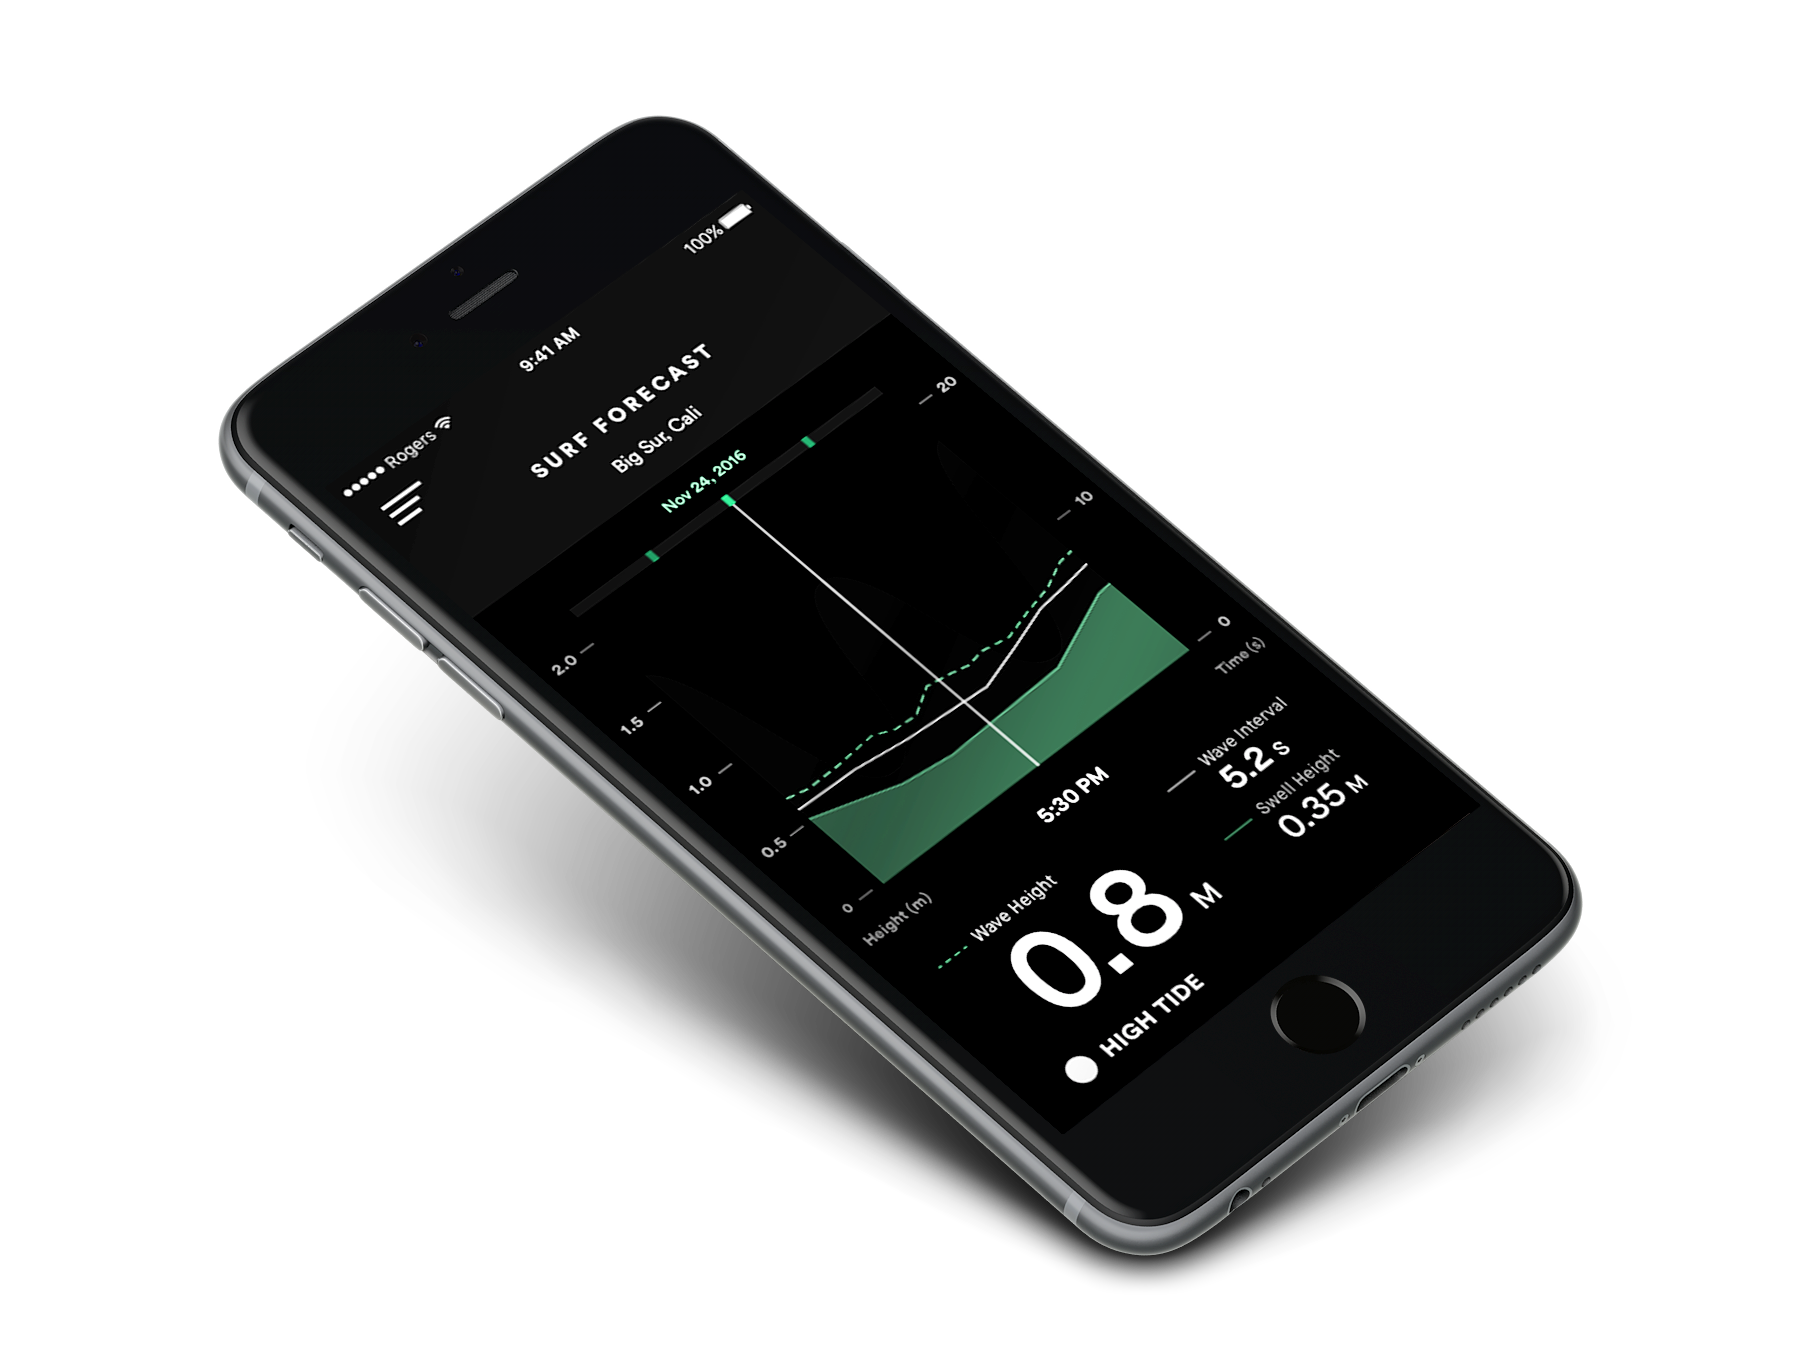 ●●●●● Rogers
9:41 AM
100%
SURF FORECAST
Big Sur, Cali
Nov 24, 2016
2.0
1.5
1.0
0.5
0
Height (m)
20
10
0
Time (s)
5:30 PM
Wave Height
0.8 M
Wave Interval
5.2 s
Swell Height
0.35 M
HIGH TIDE